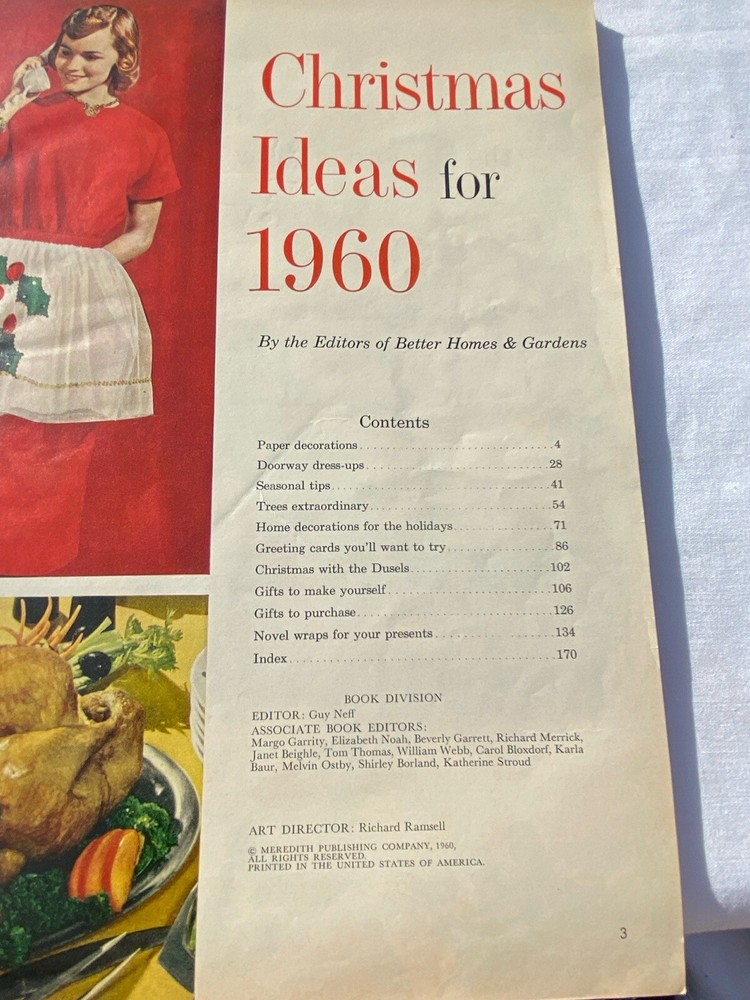 Christmas
Ideas for
1960
By the Editors of Better Homes & Gardens
Contents
Paper decorations..............................4
Doorway dress-ups............................28
Seasonal tips.................................41
Trees extraordinary...........................54
Home decorations for the holidays................71
Greeting cards you'll want to try.................86
Christmas with the Dusels......................102
Gifts to make yourself.........................106
Gifts to purchase..............................126
Novel wraps for your presents...................134
Index........................................170
BOOK DIVISION
EDITOR: Guy Neff
ASSOCIATE BOOK EDITORS:
Margo Garrity, Elizabeth Noah, Beverly Garrett, Richard Merrick,
Janet Beighle, Tom Thomas, William Webb, Carol Bloxdorf, Karla
Baur, Melvin Ostby, Shirley Borland, Katherine Stroud
ART DIRECTOR: Richard Ramsell
© MEREDITH PUBLISHING COMPANY, 1960,
ALL RIGHTS RESERVED.
PRINTED IN THE UNITED STATES OF AMERICA.
3